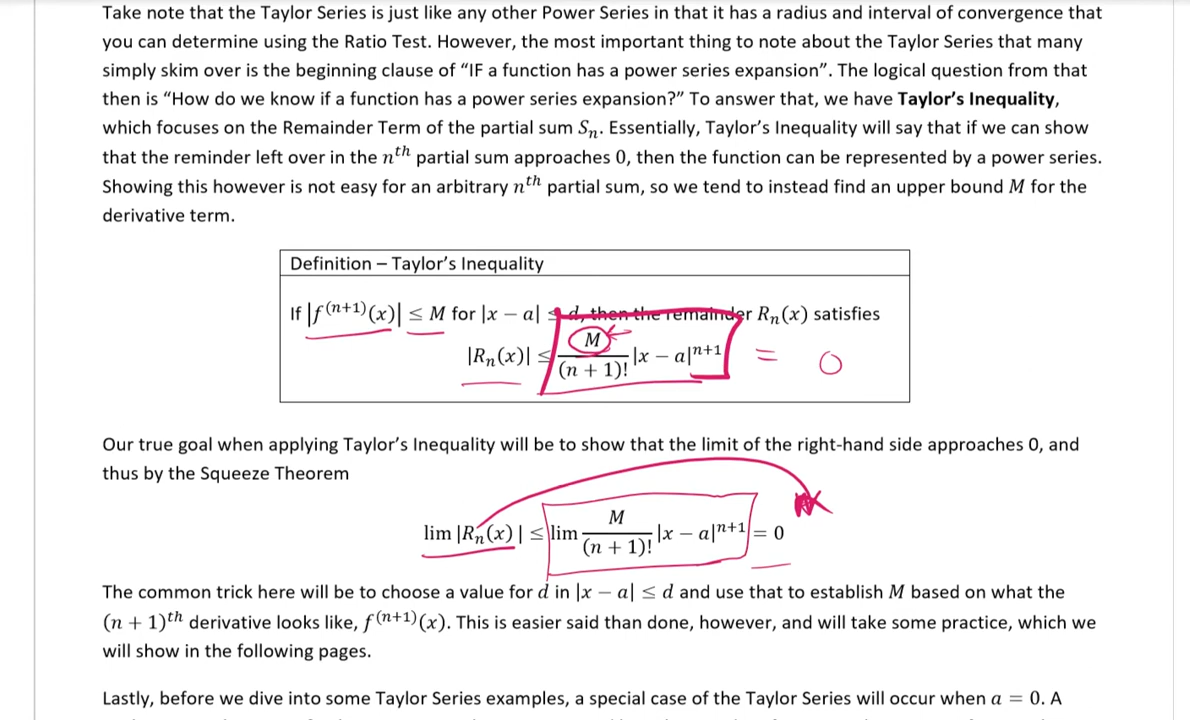 Take note that the Taylor Series is just like any other Power Series in that it has a radius and interval of convergence that
you can determine using the Ratio Test. However, the most important thing to note about the Taylor Series that many
simply skim over is the beginning clause of “IF a function has a power series expansion”. The logical question from that
then is “How do we know if a function has a power series expansion?” To answer that, we have Taylor’s Inequality,
which focuses on the Remainder Term of the partial sum Sₙ. Essentially, Taylor’s Inequality will say that if we can show
that the reminder left over in the nᵗʰ partial sum approaches 0, then the function can be represented by a power series.
Showing this however is not easy for an arbitrary nᵗʰ partial sum, so we tend to instead find an upper bound M for the
derivative term.
Definition – Taylor’s Inequality
If |f⁽ⁿ⁺¹⁾(x)| ≤ M for |x − a| ≤ d, then the remainder Rₙ(x) satisfies
|Rₙ(x)| ≤ M/(n + 1)! |x − a|ⁿ⁺¹ = 0
Our true goal when applying Taylor’s Inequality will be to show that the limit of the right-hand side approaches 0, and
thus by the Squeeze Theorem
lim |Rₙ(x)| ≤ lim M/(n + 1)! |x − a|ⁿ⁺¹ = 0
The common trick here will be to choose a value for d in |x − a| ≤ d and use that to establish M based on what the
(n + 1)ᵗʰ derivative looks like, f⁽ⁿ⁺¹⁾(x). This is easier said than done, however, and will take some practice, which we
will show in the following pages.
Lastly, before we dive into some Taylor Series examples, a special case of the Taylor Series will occur when a = 0. A